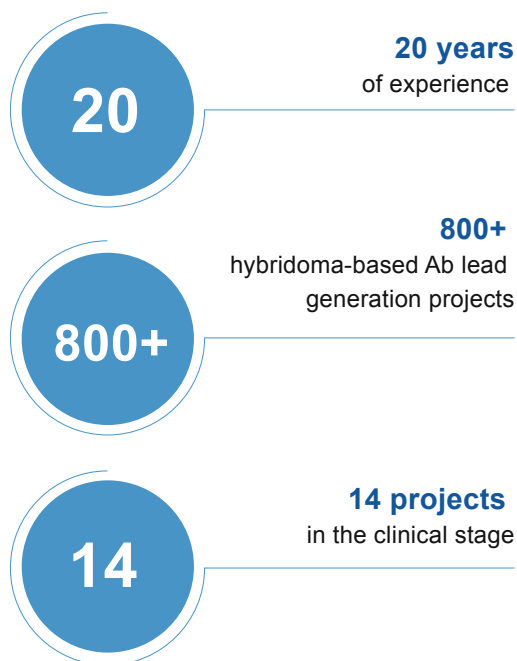 20
20 years
of experience
800+
800+
hybridoma-based Ab lead
generation projects
14
14 projects
in the clinical stage